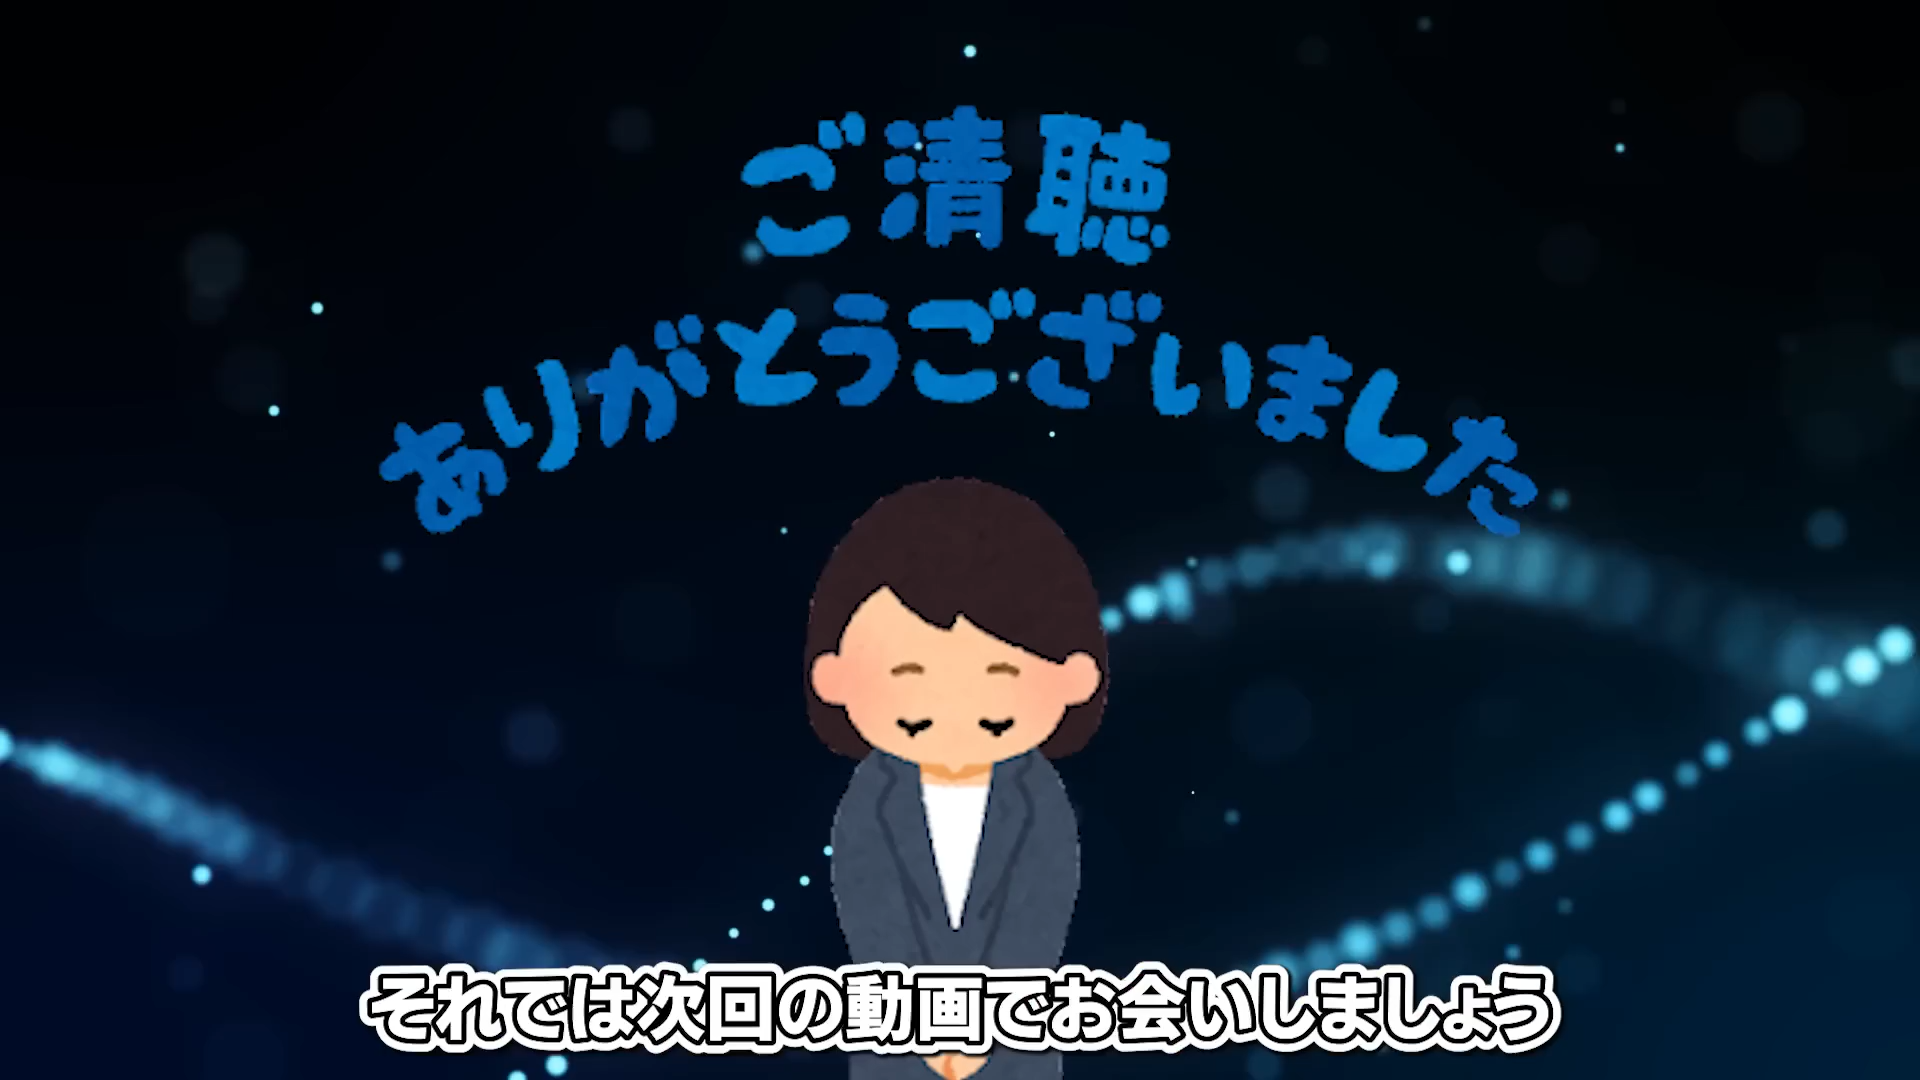 ご清聴
ありがとうございました
それでは次回の動画でお会いしましょう